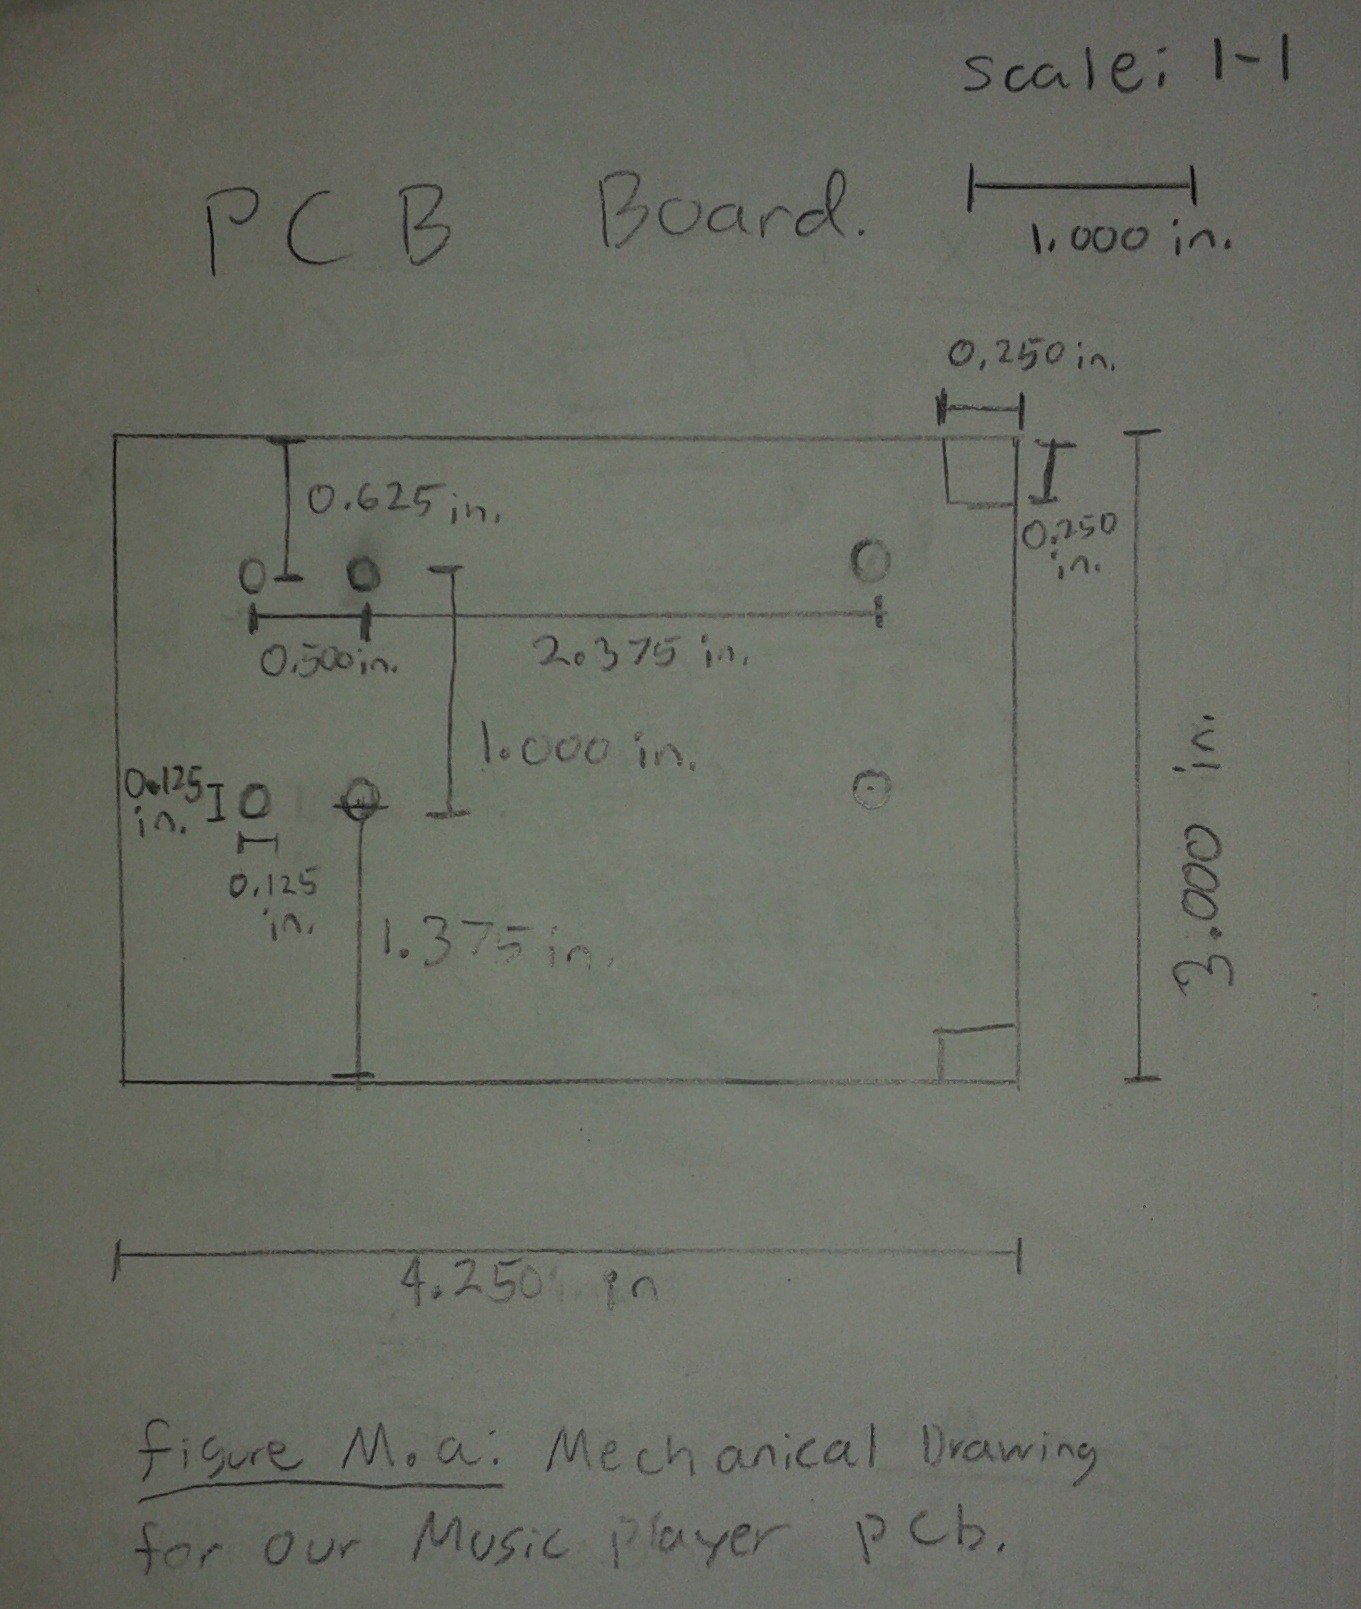 Scale: 1-1
PCB Board.
1.000 in.
0.250 in.
0.625 in.
0.250
in.
0.500in.
2.375 in.
1.000 in.
0.125
in.
0.125
in.
1.375 in.
3.000 in.
4.250 in
figure M.a: Mechanical Drawing
for our Music player pcb.